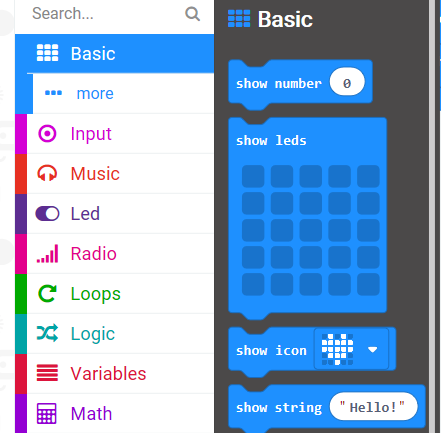 Search...
Basic
more
Input
Music
Led
Radio
Loops
Logic
Variables
Math
Basic
show number 0
show leds
show icon
show string "Hello!"